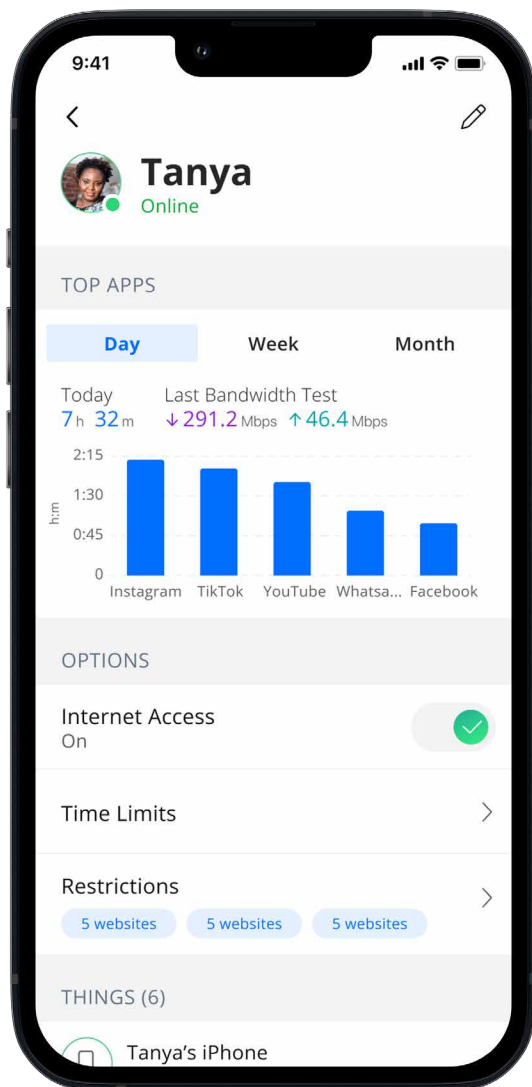 9:41
Tanya
Online
TOP APPS
Day Week Month
Today Last Bandwidth Test
7 h 32 m ↓291.2 Mbps ↑46.4 Mbps
2:15
1:30
0:45
0
h:m
Instagram TikTok YouTube Whatsa... Facebook
OPTIONS
Internet Access
On
Time Limits
Restrictions
5 websites 5 websites 5 websites
THINGS (6)
Tanya’s iPhone